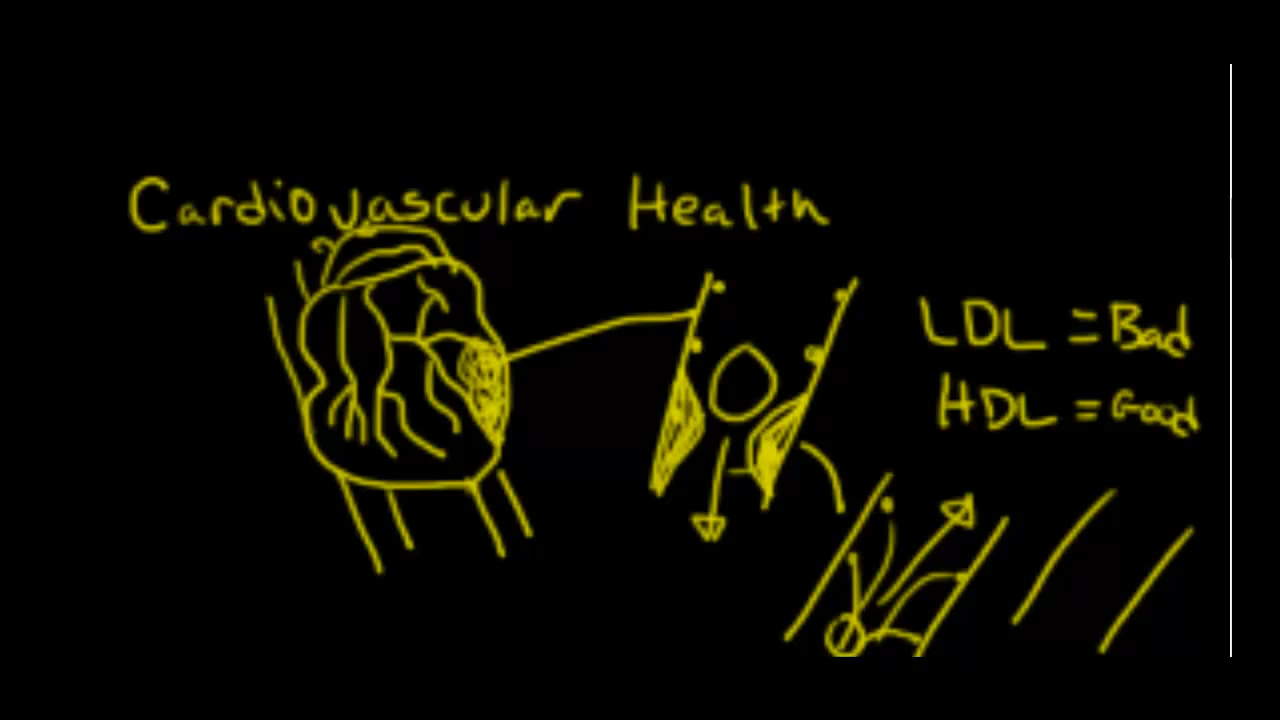 Cardiovascular Health
LDL = Bad
HDL = Good